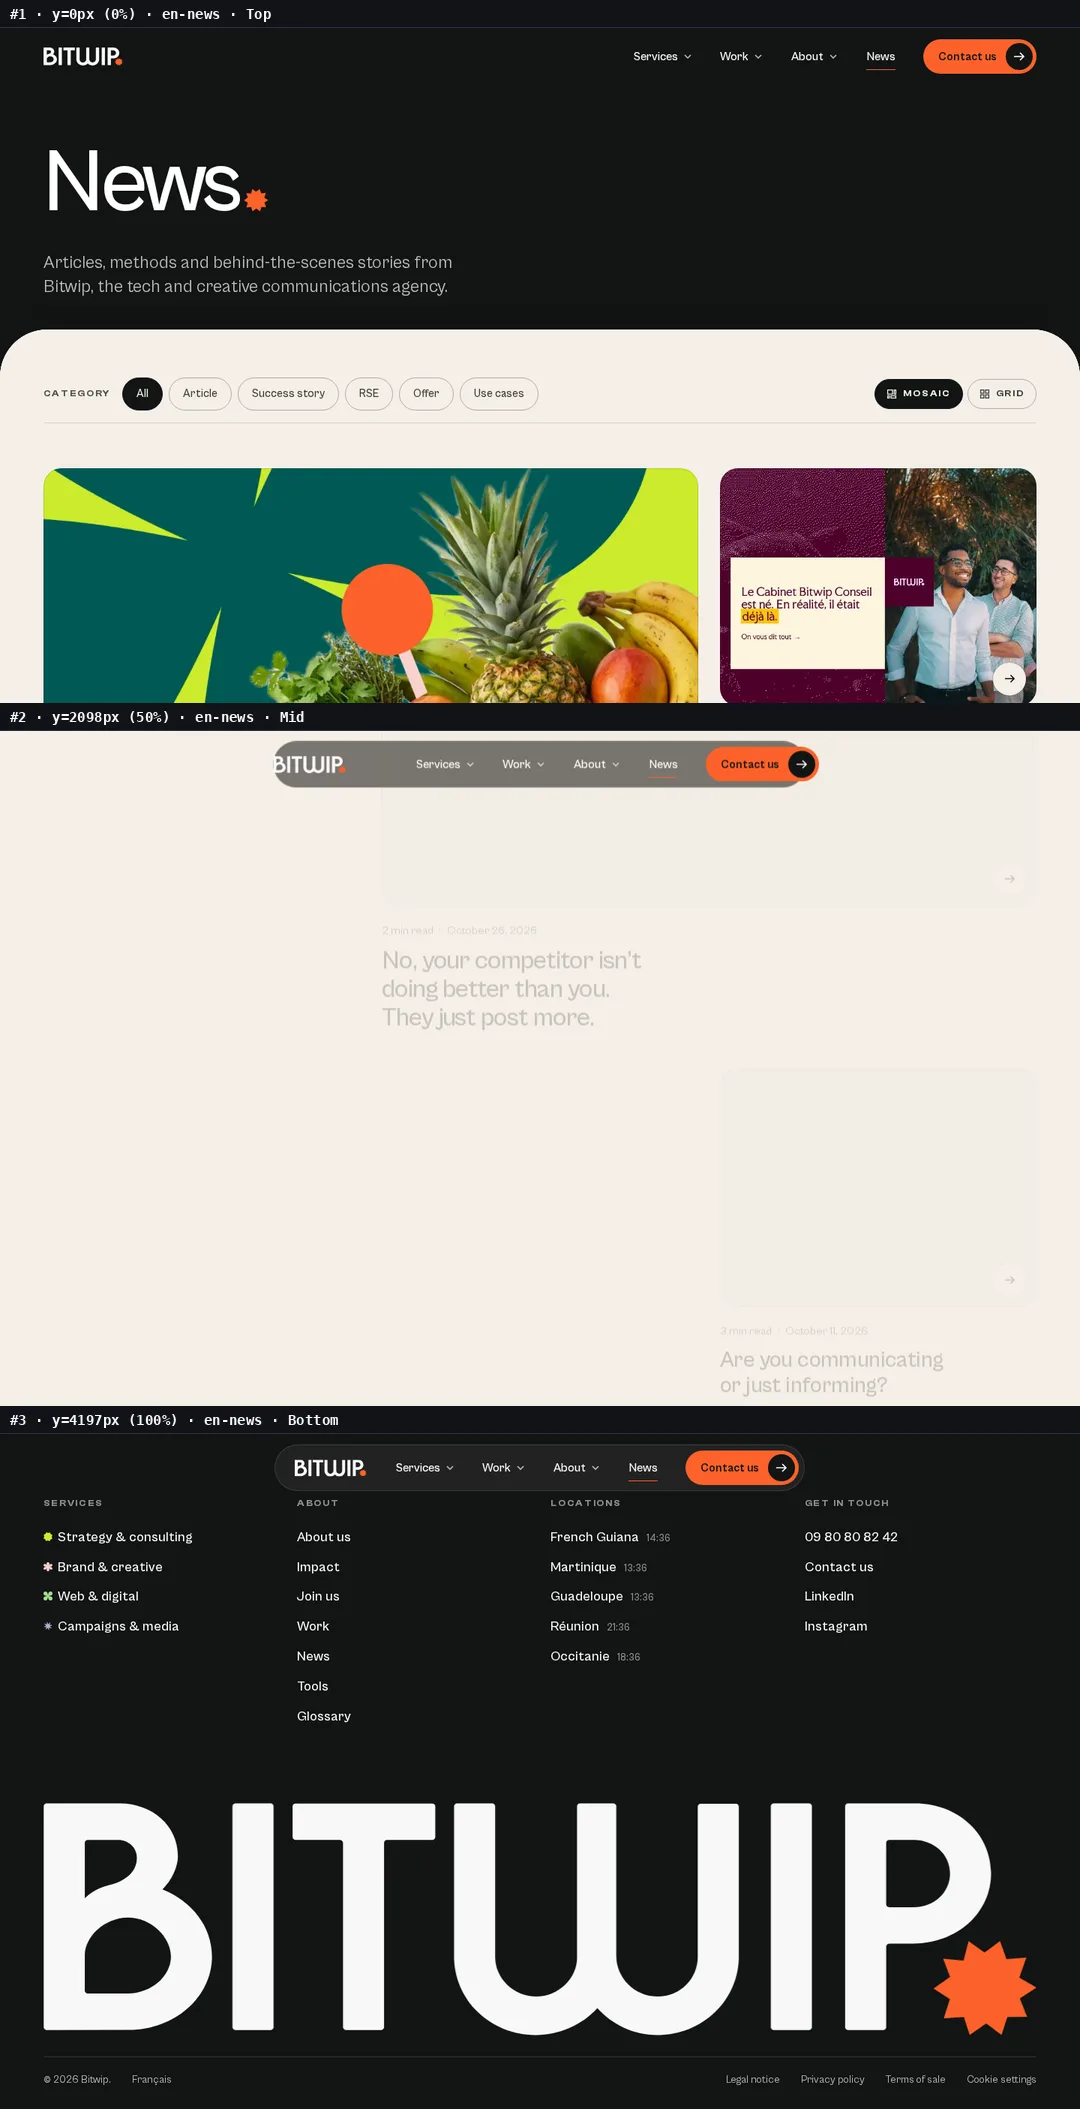 #1 · y=0px (0%) · en-news · Top
BITWIP.
Services
Work
About
News
Contact us
News
Articles, methods and behind-the-scenes stories from
Bitwip, the tech and creative communications agency.
CATEGORY
All
Article
Success story
RSE
Offer
Use cases
MOSAIC
GRID
Le Cabinet Bitwip Conseil
est né. En réalité, il était
déjà là.
On vous dit tout →
BITWIP.
#2 · y=2098px (50%) · en-news · Mid
BITWIP.
Services
Work
About
News
Contact us
2 min read / October 26, 2026
No, your competitor isn't
doing better than you.
They just post more.
3 min read / October 11, 2026
Are you communicating
or just informing?
#3 · y=4197px (100%) · en-news · Bottom
BITWIP.
Services
Work
About
News
Contact us
SERVICES
Strategy & consulting
Brand & creative
Web & digital
Campaigns & media
ABOUT
About us
Impact
Join us
Work
News
Tools
Glossary
LOCATIONS
French Guiana 14:36
Martinique 13:36
Guadeloupe 13:36
Réunion 21:36
Occitanie 18:36
GET IN TOUCH
09 80 80 82 42
Contact us
LinkedIn
Instagram
BITWIP
© 2026 Bitwip.
Français
Legal notice
Privacy policy
Terms of sale
Cookie settings